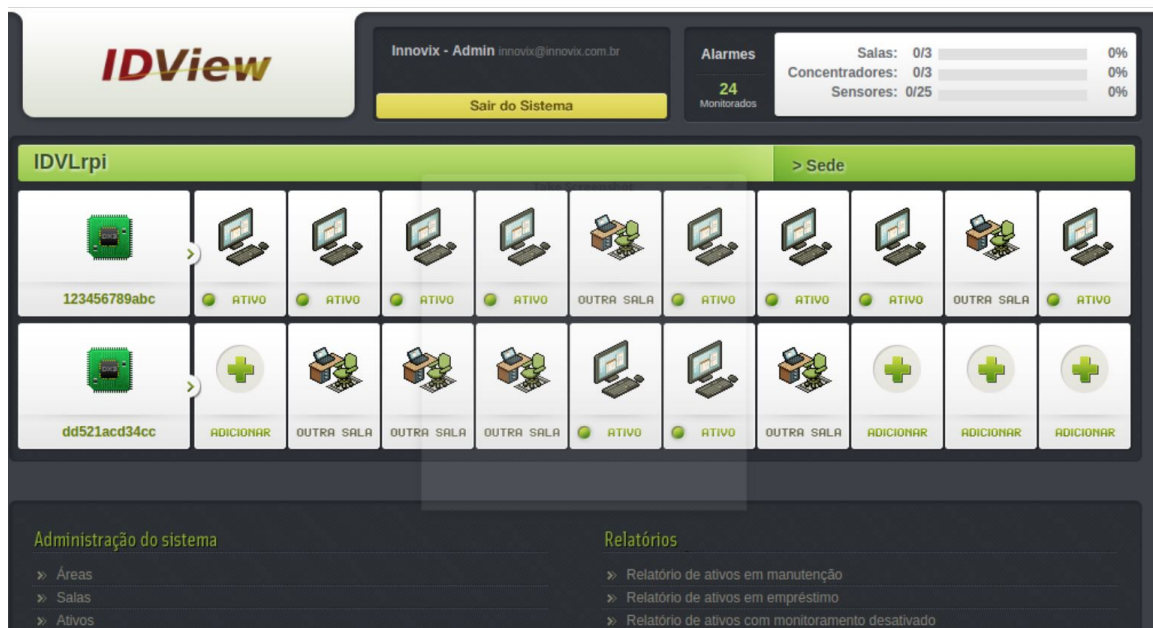 IDView
Innovix - Admin innovix@innovix.com.br
Sair do Sistema
Alarmes
24
Monitorados
Salas: 0/3 0%
Concentradores: 0/3 0%
Sensores: 0/25 0%
IDVLrpi
> Sede
123456789abc ATIVO ATIVO ATIVO ATIVO OUTRA SALA ATIVO ATIVO ATIVO OUTRA SALA ATIVO
dd521acd34cc ADICIONAR OUTRA SALA OUTRA SALA OUTRA SALA ATIVO ATIVO OUTRA SALA ADICIONAR ADICIONAR ADICIONAR
Administração do sistema
» Áreas
» Salas
» Ativos
Relatórios
» Relatório de ativos em manutenção
» Relatório de ativos em empréstimo
» Relatório de ativos com monitoramento desativado